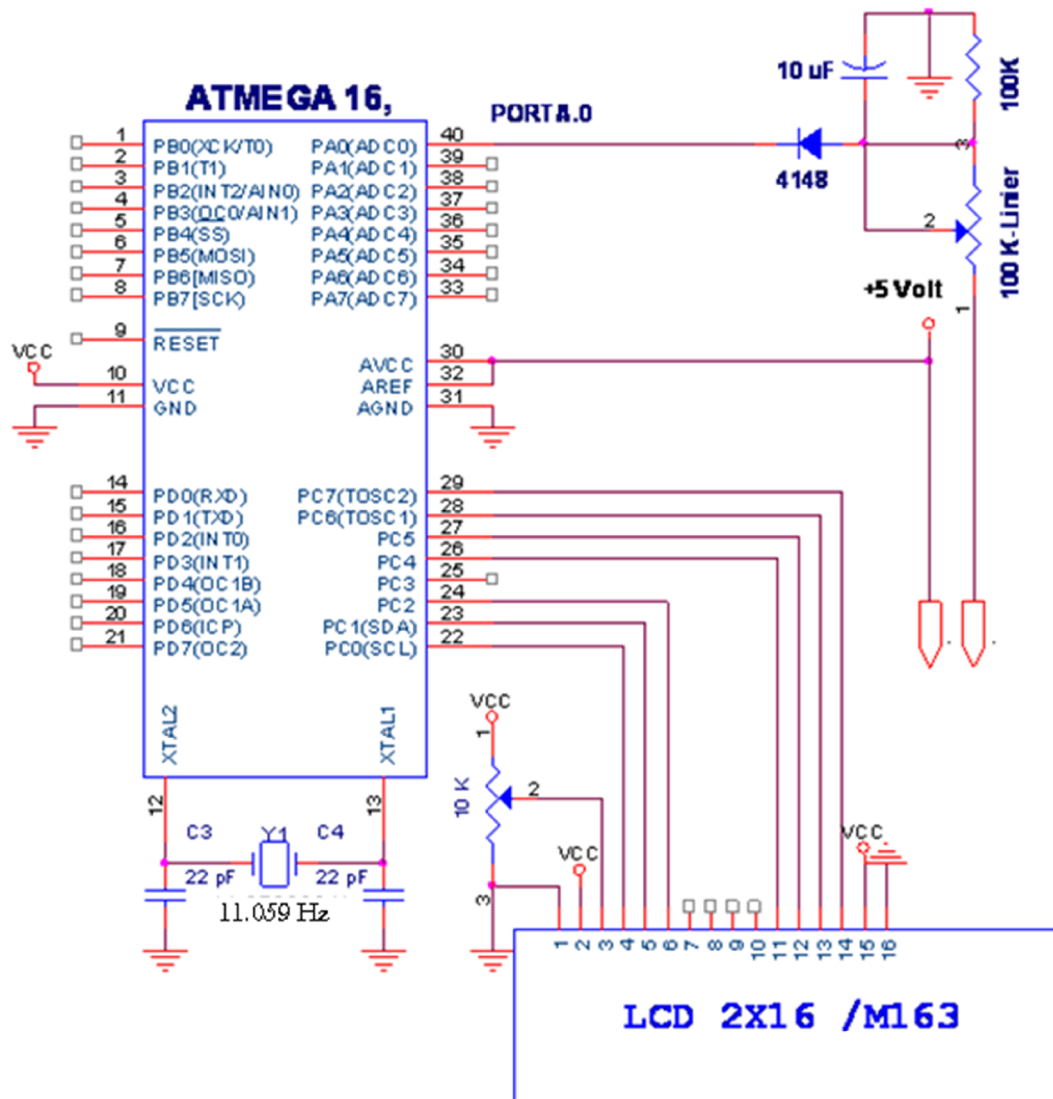 ATMEGA 16,
PORTA.0
10 uF
100K
4148
3
2
100 K-Linier
1
+5 Volt
1 PB0(XCK/T0)
2 PB1(T1)
3 PB2(INT2/AIN0)
4 PB3(OC0/AIN1)
5 PB4(SS)
6 PB5(MOSI)
7 PB6[MISO)
8 PB7[SCK)
9 RESET
VCC
10 VCC
11 GND
14 PD0(RXD)
15 PD1(TXD)
16 PD2(INT0)
17 PD3(INT1)
18 PD4(OC1B)
19 PD5(OC1A)
20 PD6(ICP)
21 PD7(OC2)
PA0(ADC0) 40
PA1(ADC1) 39
PA2(ADC2) 38
PA3(ADC3) 37
PA4(ADC4) 36
PA5(ADC5) 35
PA6(ADC6) 34
PA7(ADC7) 33
AVCC 30
AREF 32
AGND 31
PC7(TOSC2) 29
PC6(TOSC1) 28
PC5 27
PC4 26
PC3 25
PC2 24
PC1(SDA) 23
PC0(SCL) 22
XTAL2
XTAL1
12
13
C3
Y1
C4
22 pF
22 pF
11.059 Hz
VCC
1
10 K
2
3
VCC
VCC
1 2 3 4 5 6 7 8 9 10 11 12 13 14 15 16
LCD 2X16 /M163